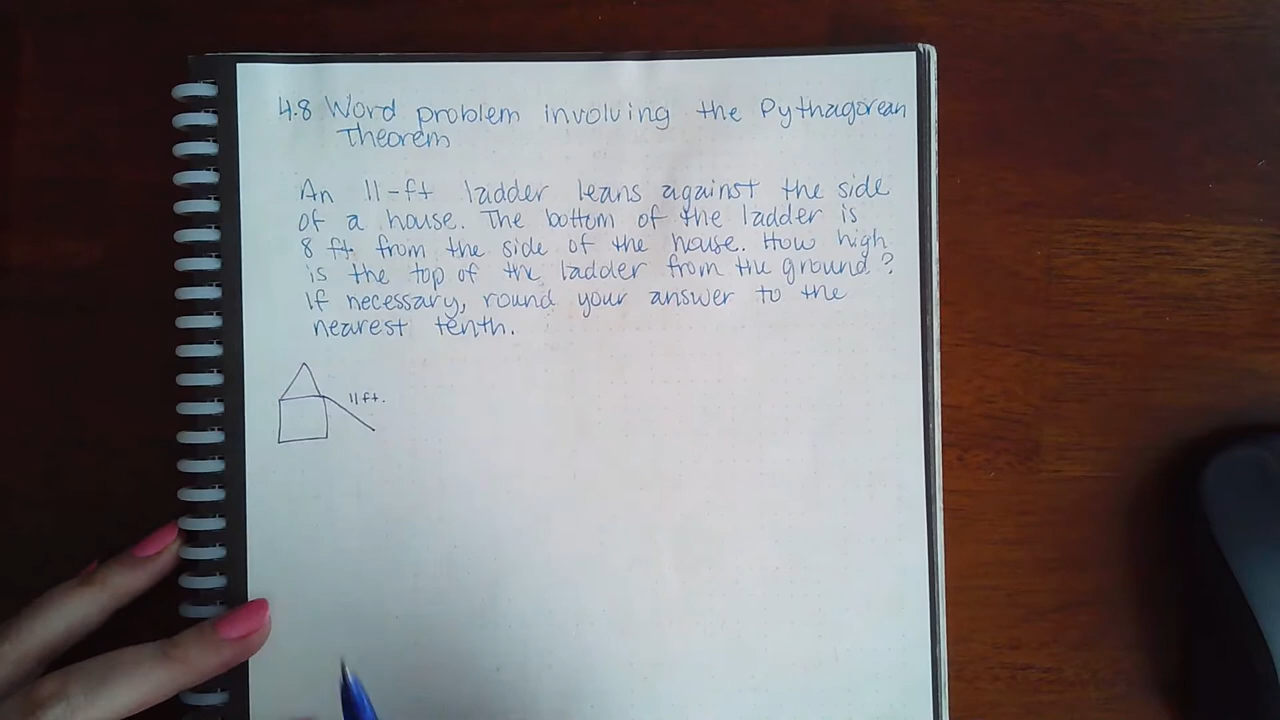 4.8 Word problem involving the Pythagorean
Theorem
An 11-ft ladder leans against the side
of a house. The bottom of the ladder is
8 ft from the side of the house. How high
is the top of the ladder from the ground?
If necessary, round your answer to the
nearest tenth.
11ft.